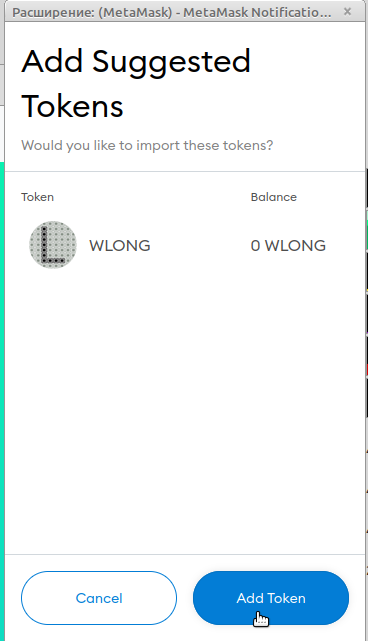 Расширение: (MetaMask) - MetaMask Notificatio...
Add Suggested
Tokens
Would you like to import these tokens?
Token Balance
L WLONG 0 WLONG
Cancel Add Token